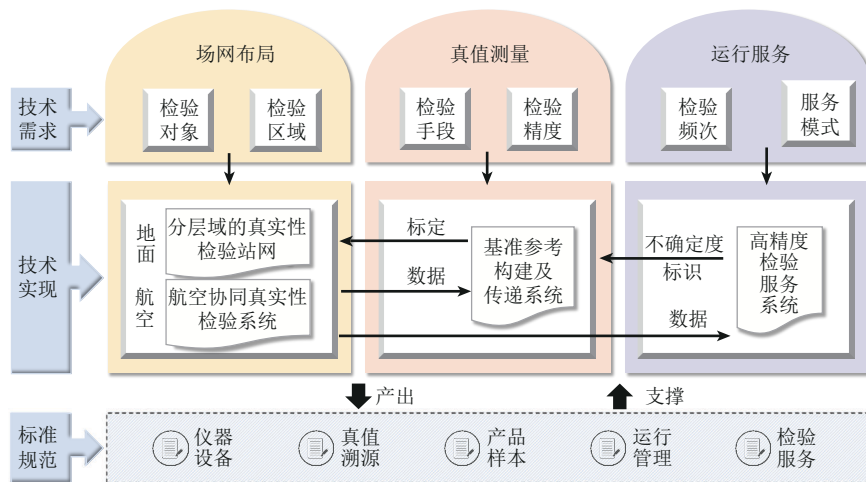 场网布局
真值测量
运行服务
技术
需求
检验
对象
检验
区域
检验
手段
检验
精度
检验
频次
服务
模式
技术
实现
地
面
分层域的真实性
检验站网
航
空
航空协同真实性
检验系统
标定
数据
基准参考
构建及
传递系统
不确定度
标识
高精度
检验
服务
系统
数据
产出
支撑
标准
规范
仪器
设备
真值
溯源
产品
样本
运行
管理
检验
服务